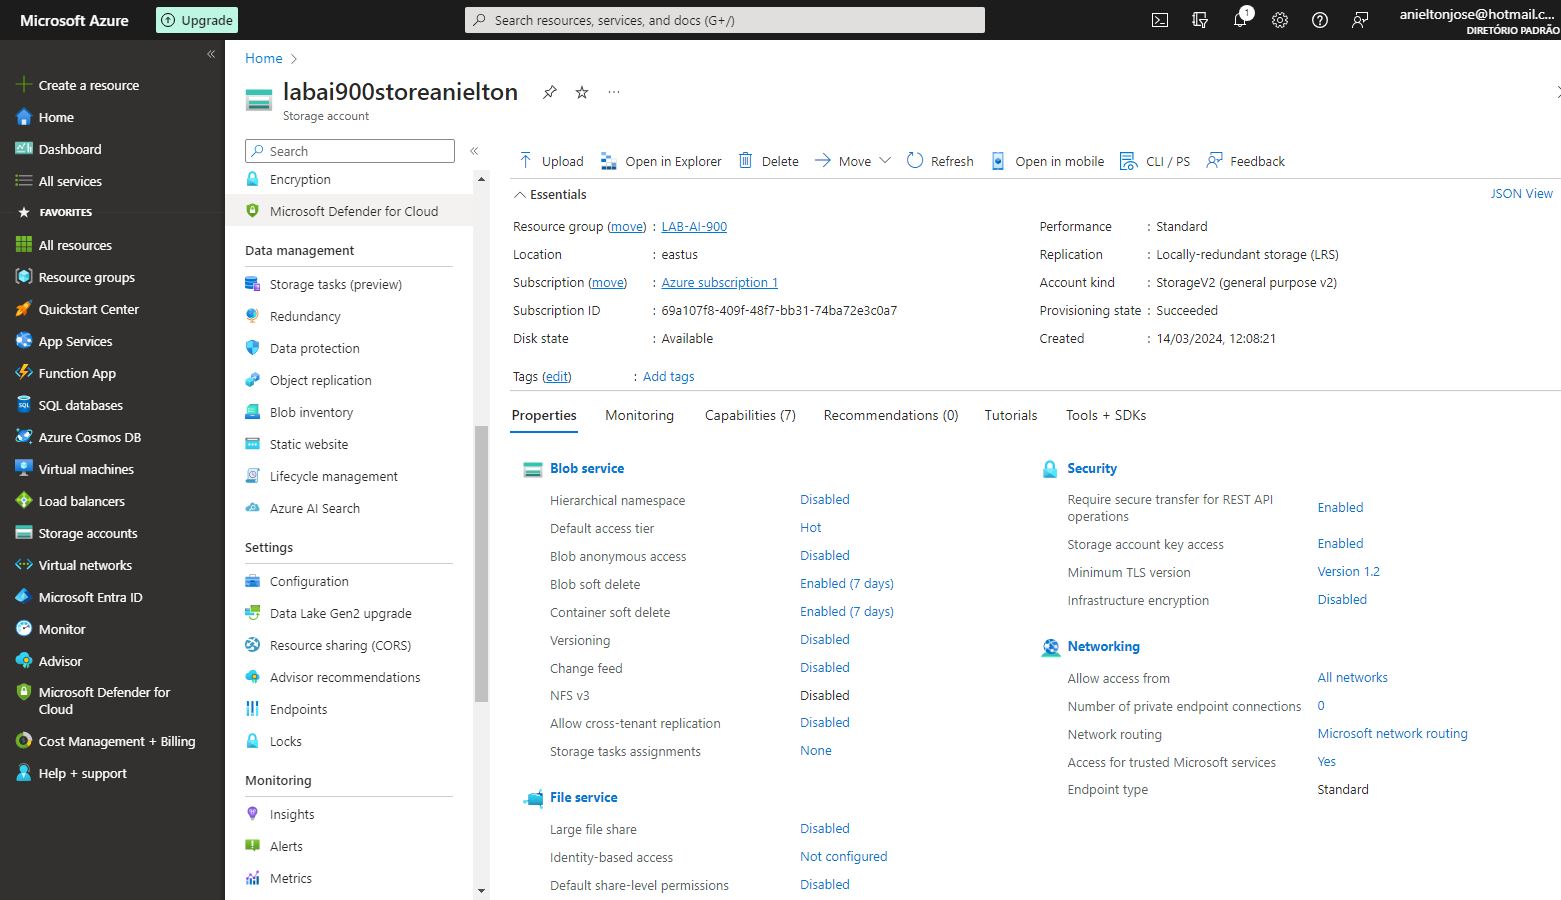 Microsoft Azure
Upgrade
Search resources, services, and docs (G+/)
1
anieltonjose@hotmail.c...
DIRETÓRIO PADRÃO
«
Create a resource
Home
Dashboard
All services
FAVORITES
All resources
Resource groups
Quickstart Center
App Services
Function App
SQL databases
Azure Cosmos DB
Virtual machines
Load balancers
Storage accounts
Virtual networks
Microsoft Entra ID
Monitor
Advisor
Microsoft Defender for
Cloud
Cost Management + Billing
Help + support
Home >
labai900storeanielton
...
Storage account
Search
«
Encryption
Microsoft Defender for Cloud
Data management
Storage tasks (preview)
Redundancy
Data protection
Object replication
Blob inventory
Static website
Lifecycle management
Azure AI Search
Settings
Configuration
Data Lake Gen2 upgrade
Resource sharing (CORS)
Advisor recommendations
Endpoints
Locks
Monitoring
Insights
Alerts
Metrics
Upload Open in Explorer Delete Move Refresh Open in mobile CLI / PS Feedback
Essentials
JSON View
Resource group (move) : LAB-AI-900
Location : eastus
Subscription (move) : Azure subscription 1
Subscription ID : 69a107f8-409f-48f7-bb31-74ba72e3c0a7
Disk state : Available
Performance : Standard
Replication : Locally-redundant storage (LRS)
Account kind : StorageV2 (general purpose v2)
Provisioning state : Succeeded
Created : 14/03/2024, 12:08:21
Tags (edit) : Add tags
Properties Monitoring Capabilities (7) Recommendations (0) Tutorials Tools + SDKs
Blob service
Hierarchical namespace Disabled
Default access tier Hot
Blob anonymous access Disabled
Blob soft delete Enabled (7 days)
Container soft delete Enabled (7 days)
Versioning Disabled
Change feed Disabled
NFS v3 Disabled
Allow cross-tenant replication Disabled
Storage tasks assignments None
File service
Large file share Disabled
Identity-based access Not configured
Default share-level permissions Disabled
Security
Require secure transfer for REST API
operations Enabled
Storage account key access Enabled
Minimum TLS version Version 1.2
Infrastructure encryption Disabled
Networking
Allow access from All networks
Number of private endpoint connections 0
Network routing Microsoft network routing
Access for trusted Microsoft services Yes
Endpoint type Standard